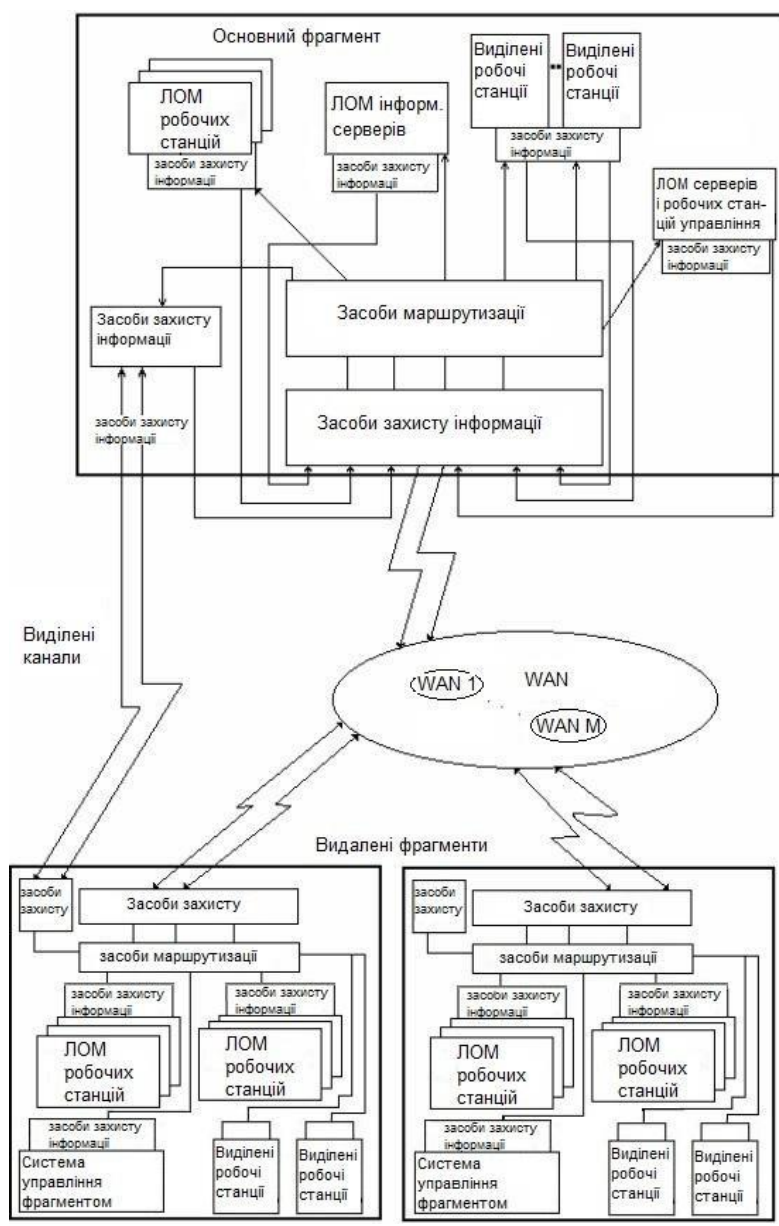 Основний фрагмент
ЛОМ
робочих
станцій
засоби захисту
інформації
ЛОМ інформ.
серверів
засоби захисту
інформації
Виділені
робочі
станції
**
Виділені
робочі
станції
засоби захисту
інформації
ЛОМ серверів
і робочих стан-
цій управління
засоби захисту
інформації
Засоби маршрутизації
Засоби захисту
інформації
засоби захисту
інформації
Засоби захисту інформації
Виділені
канали
WAN 1
WAN
WAN M
Видалені фрагменти
засоби
захисту
Засоби захисту
засоби маршрутизації
засоби захисту
інформації
ЛОМ
робочих
станцій
засоби захисту
інформації
ЛОМ
робочих
станцій
засоби захисту
інформації
Система
управління
фрагментом
Виділені
робочі
станції
Виділені
робочі
станції
засоби
захисту
Засоби захисту
засоби маршрутизації
засоби захисту
інформації
ЛОМ
робочих
станцій
засоби захисту
інформації
ЛОМ
робочих
станцій
засоби захисту
інформації
Система
управління
фрагментом
Виділені
робочі
станції
Виділені
робочі
станції